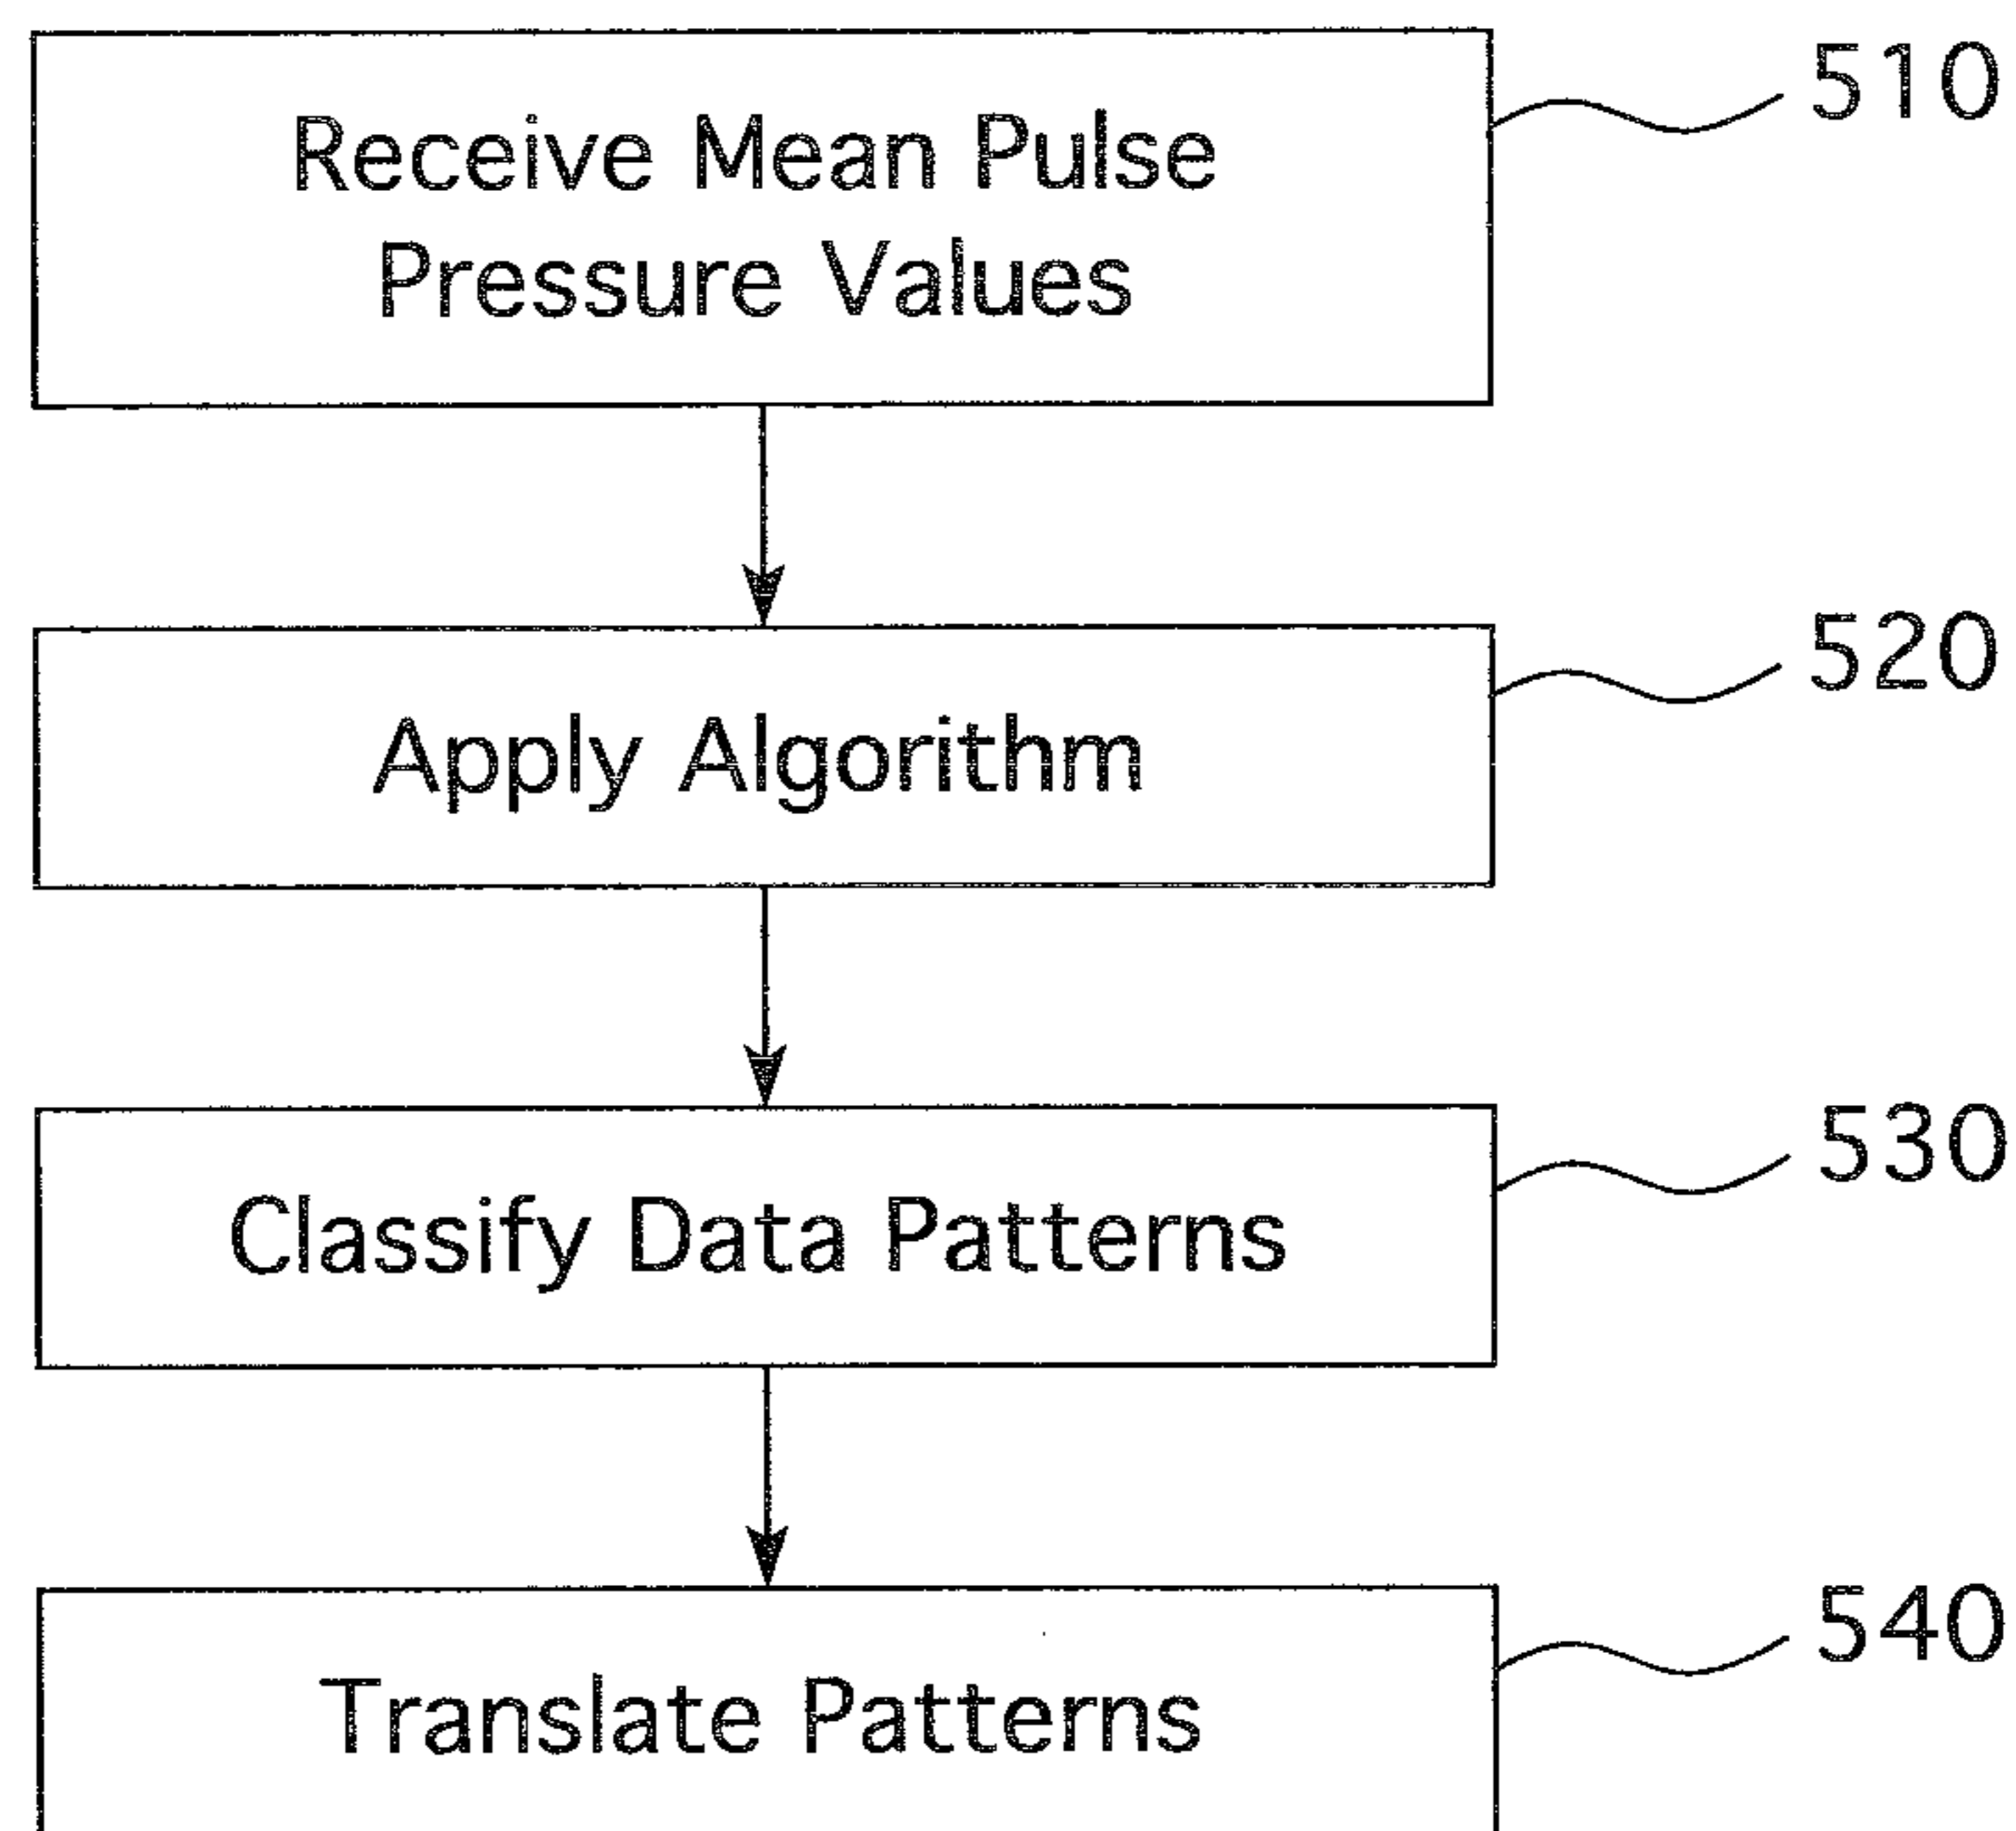 Receive Mean Pulse
Pressure Values
510
Apply Algorithm
520
Classify Data Patterns
530
Translate Patterns
540